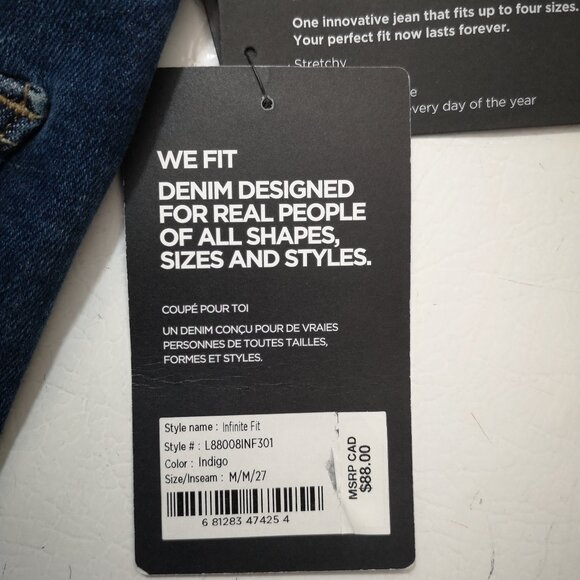 One innovative jean that fits up to four sizes.
Your perfect fit now lasts forever.
Stretchy
every day of the year
WE FIT
DENIM DESIGNED
FOR REAL PEOPLE
OF ALL SHAPES,
SIZES AND STYLES.
COUPÉ POUR TOI
UN DENIM CONÇU POUR DE VRAIES
PERSONNES DE TOUTES TAILLES,
FORMES ET STYLES.
Style name : Infinite Fit
Style # : L88008INF301
Color : Indigo
Size/Inseam : M/M/27
6 81283 47425 4
MSRP CAD
$88.00